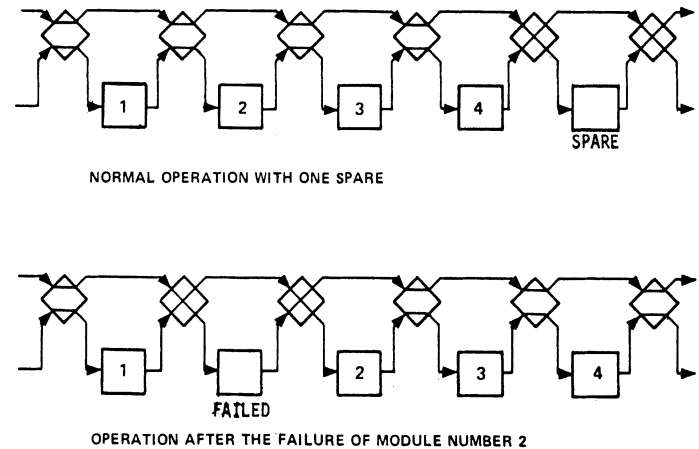 1 2 3 4
SPARE
NORMAL OPERATION WITH ONE SPARE
1 2 3 4
FAILED
OPERATION AFTER THE FAILURE OF MODULE NUMBER 2